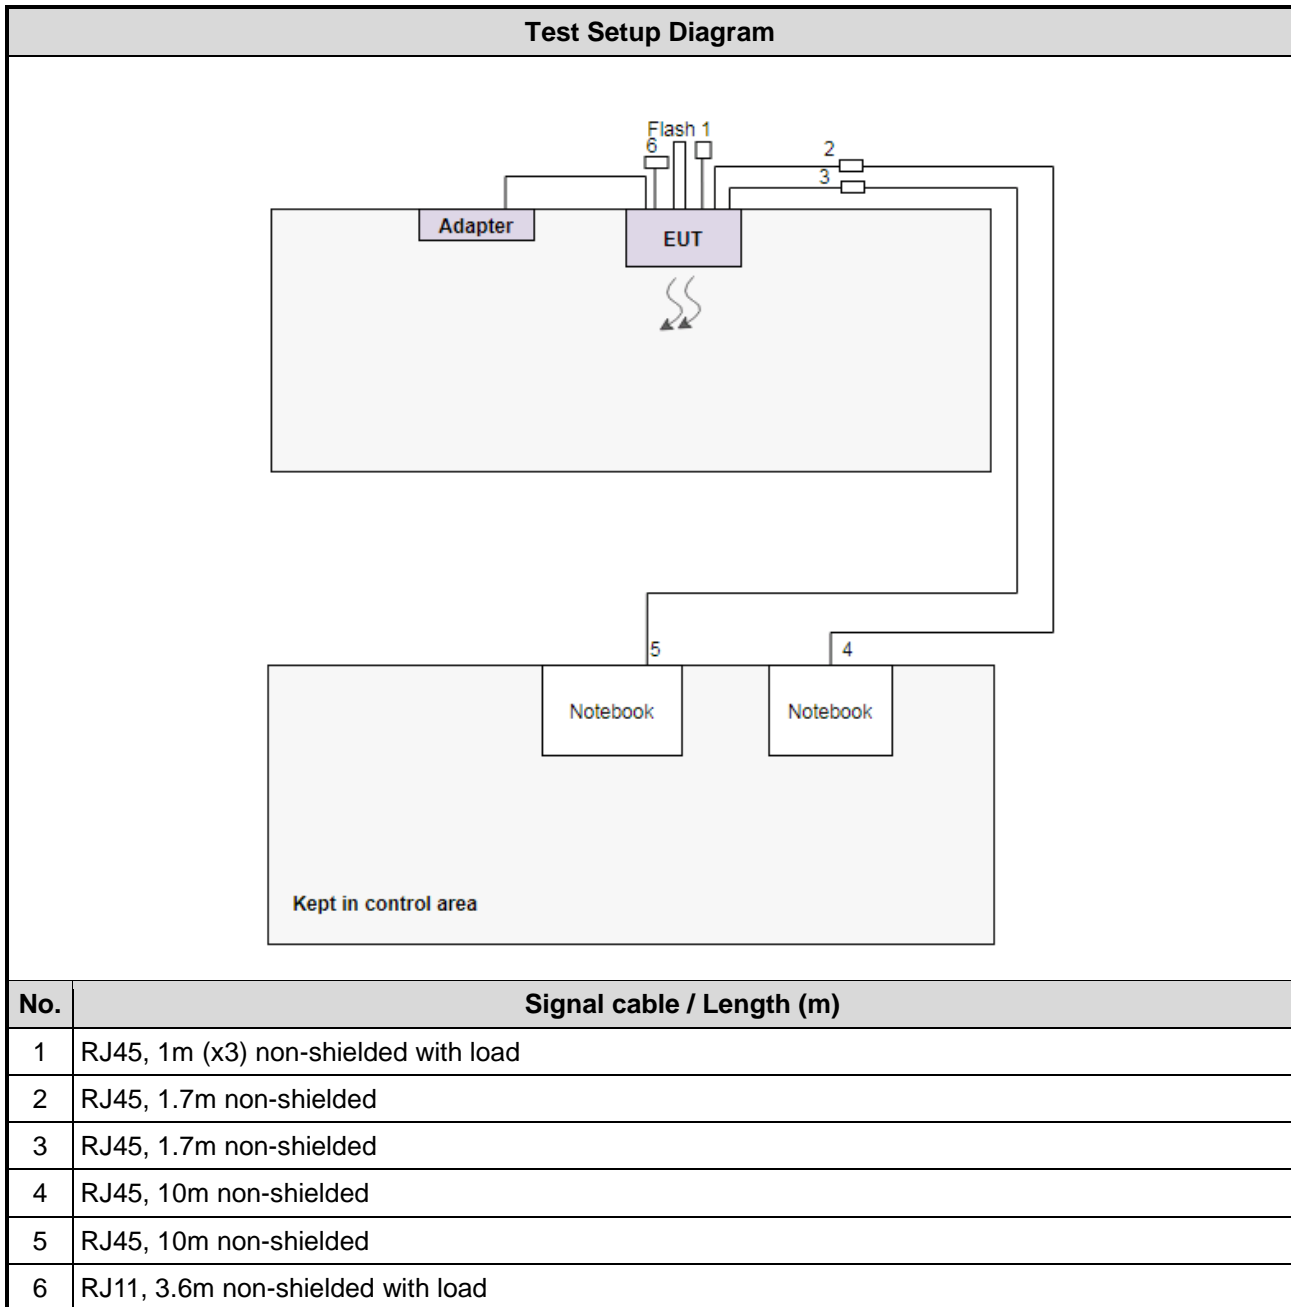 Test Setup Diagram
Flash 1
6
2
3
Adapter
EUT
5
4
Notebook
Notebook
Kept in control area
No. Signal cable / Length (m)
1 RJ45, 1m (x3) non-shielded with load
2 RJ45, 1.7m non-shielded
3 RJ45, 1.7m non-shielded
4 RJ45, 10m non-shielded
5 RJ45, 10m non-shielded
6 RJ11, 3.6m non-shielded with load